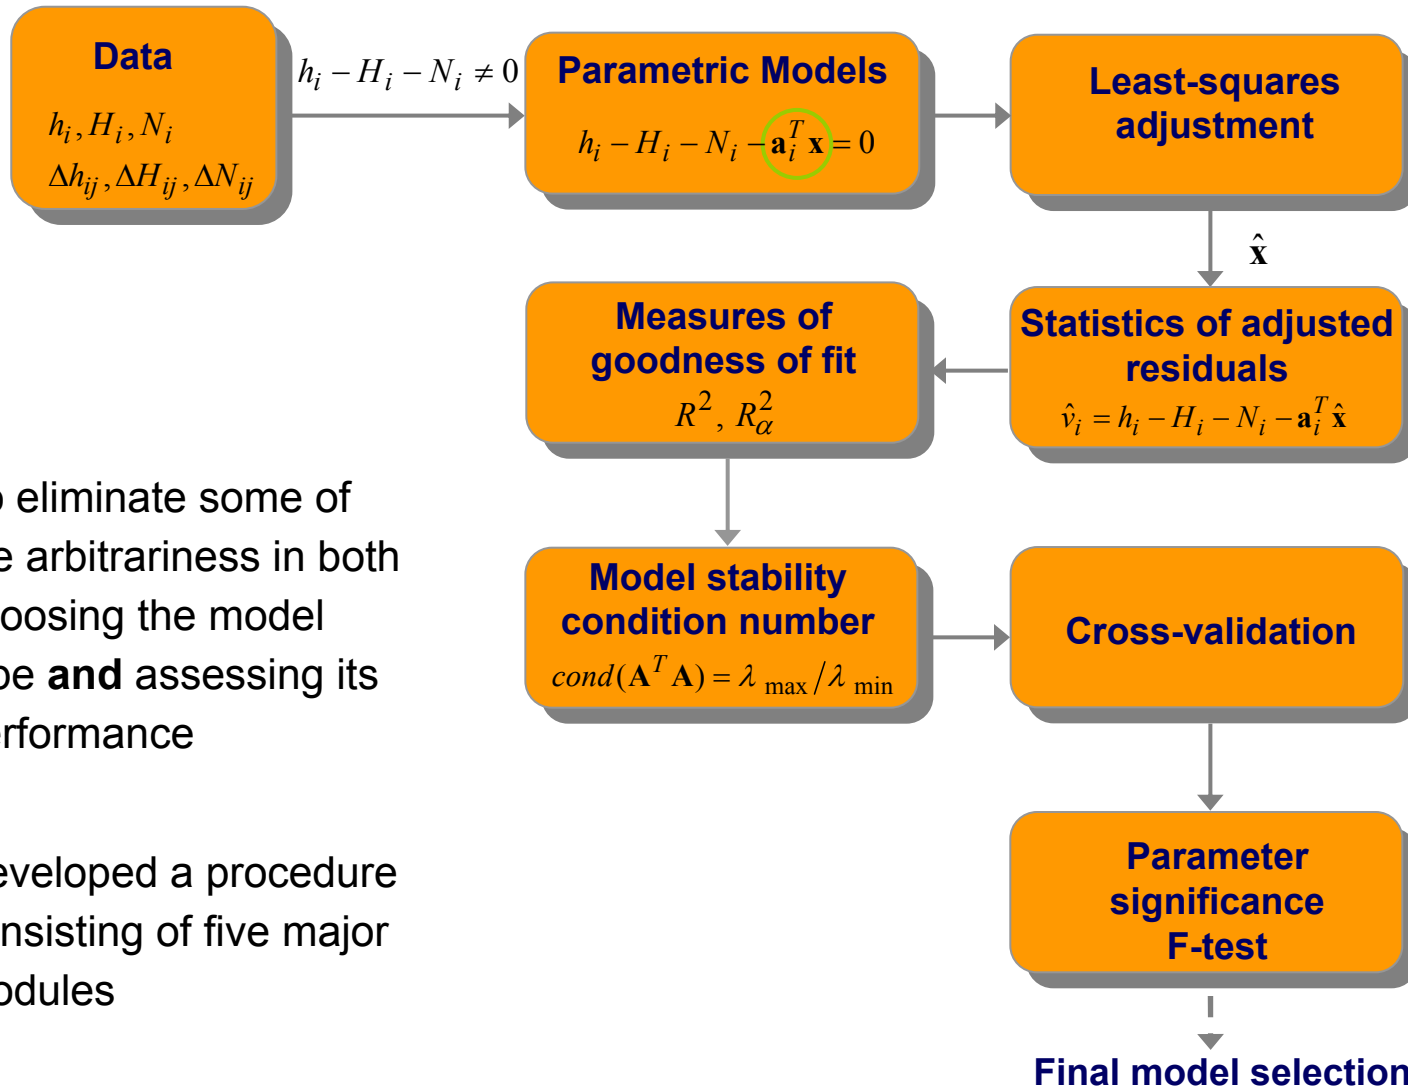 Data
h_i, H_i, N_i
Δh_ij, ΔH_ij, ΔN_ij
h_i − H_i − N_i ≠ 0
Parametric Models
h_i − H_i − N_i − a_i^T x = 0
Least-squares
adjustment
x̂
Statistics of adjusted
residuals
v̂_i = h_i − H_i − N_i − a_i^T x̂
Measures of
goodness of fit
R^2, R_α^2
Model stability
condition number
cond(A^T A) = λ_max / λ_min
Cross-validation
Parameter
significance
F-test
Final model selection
o eliminate some of
e arbitrariness in both
oosing the model
pe and assessing its
erformance
eveloped a procedure
nsisting of five major
odules